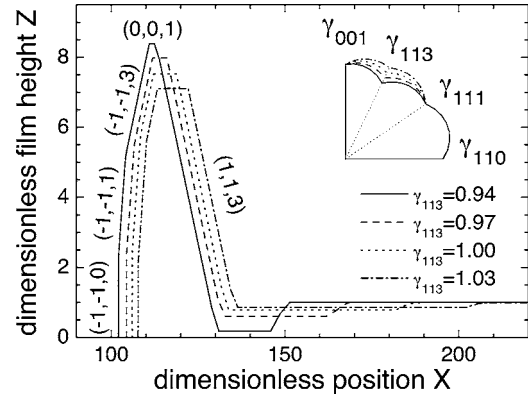 (0,0,1)
γ001
γ113
γ111
γ110
(-1,-1,3)
(-1,-1,1)
(-1,-1,0)
(1,1,3)
γ113=0.94
γ113=0.97
γ113=1.00
γ113=1.03
dimensionless film height Z
8
6
4
2
0
100
150
200
dimensionless position X